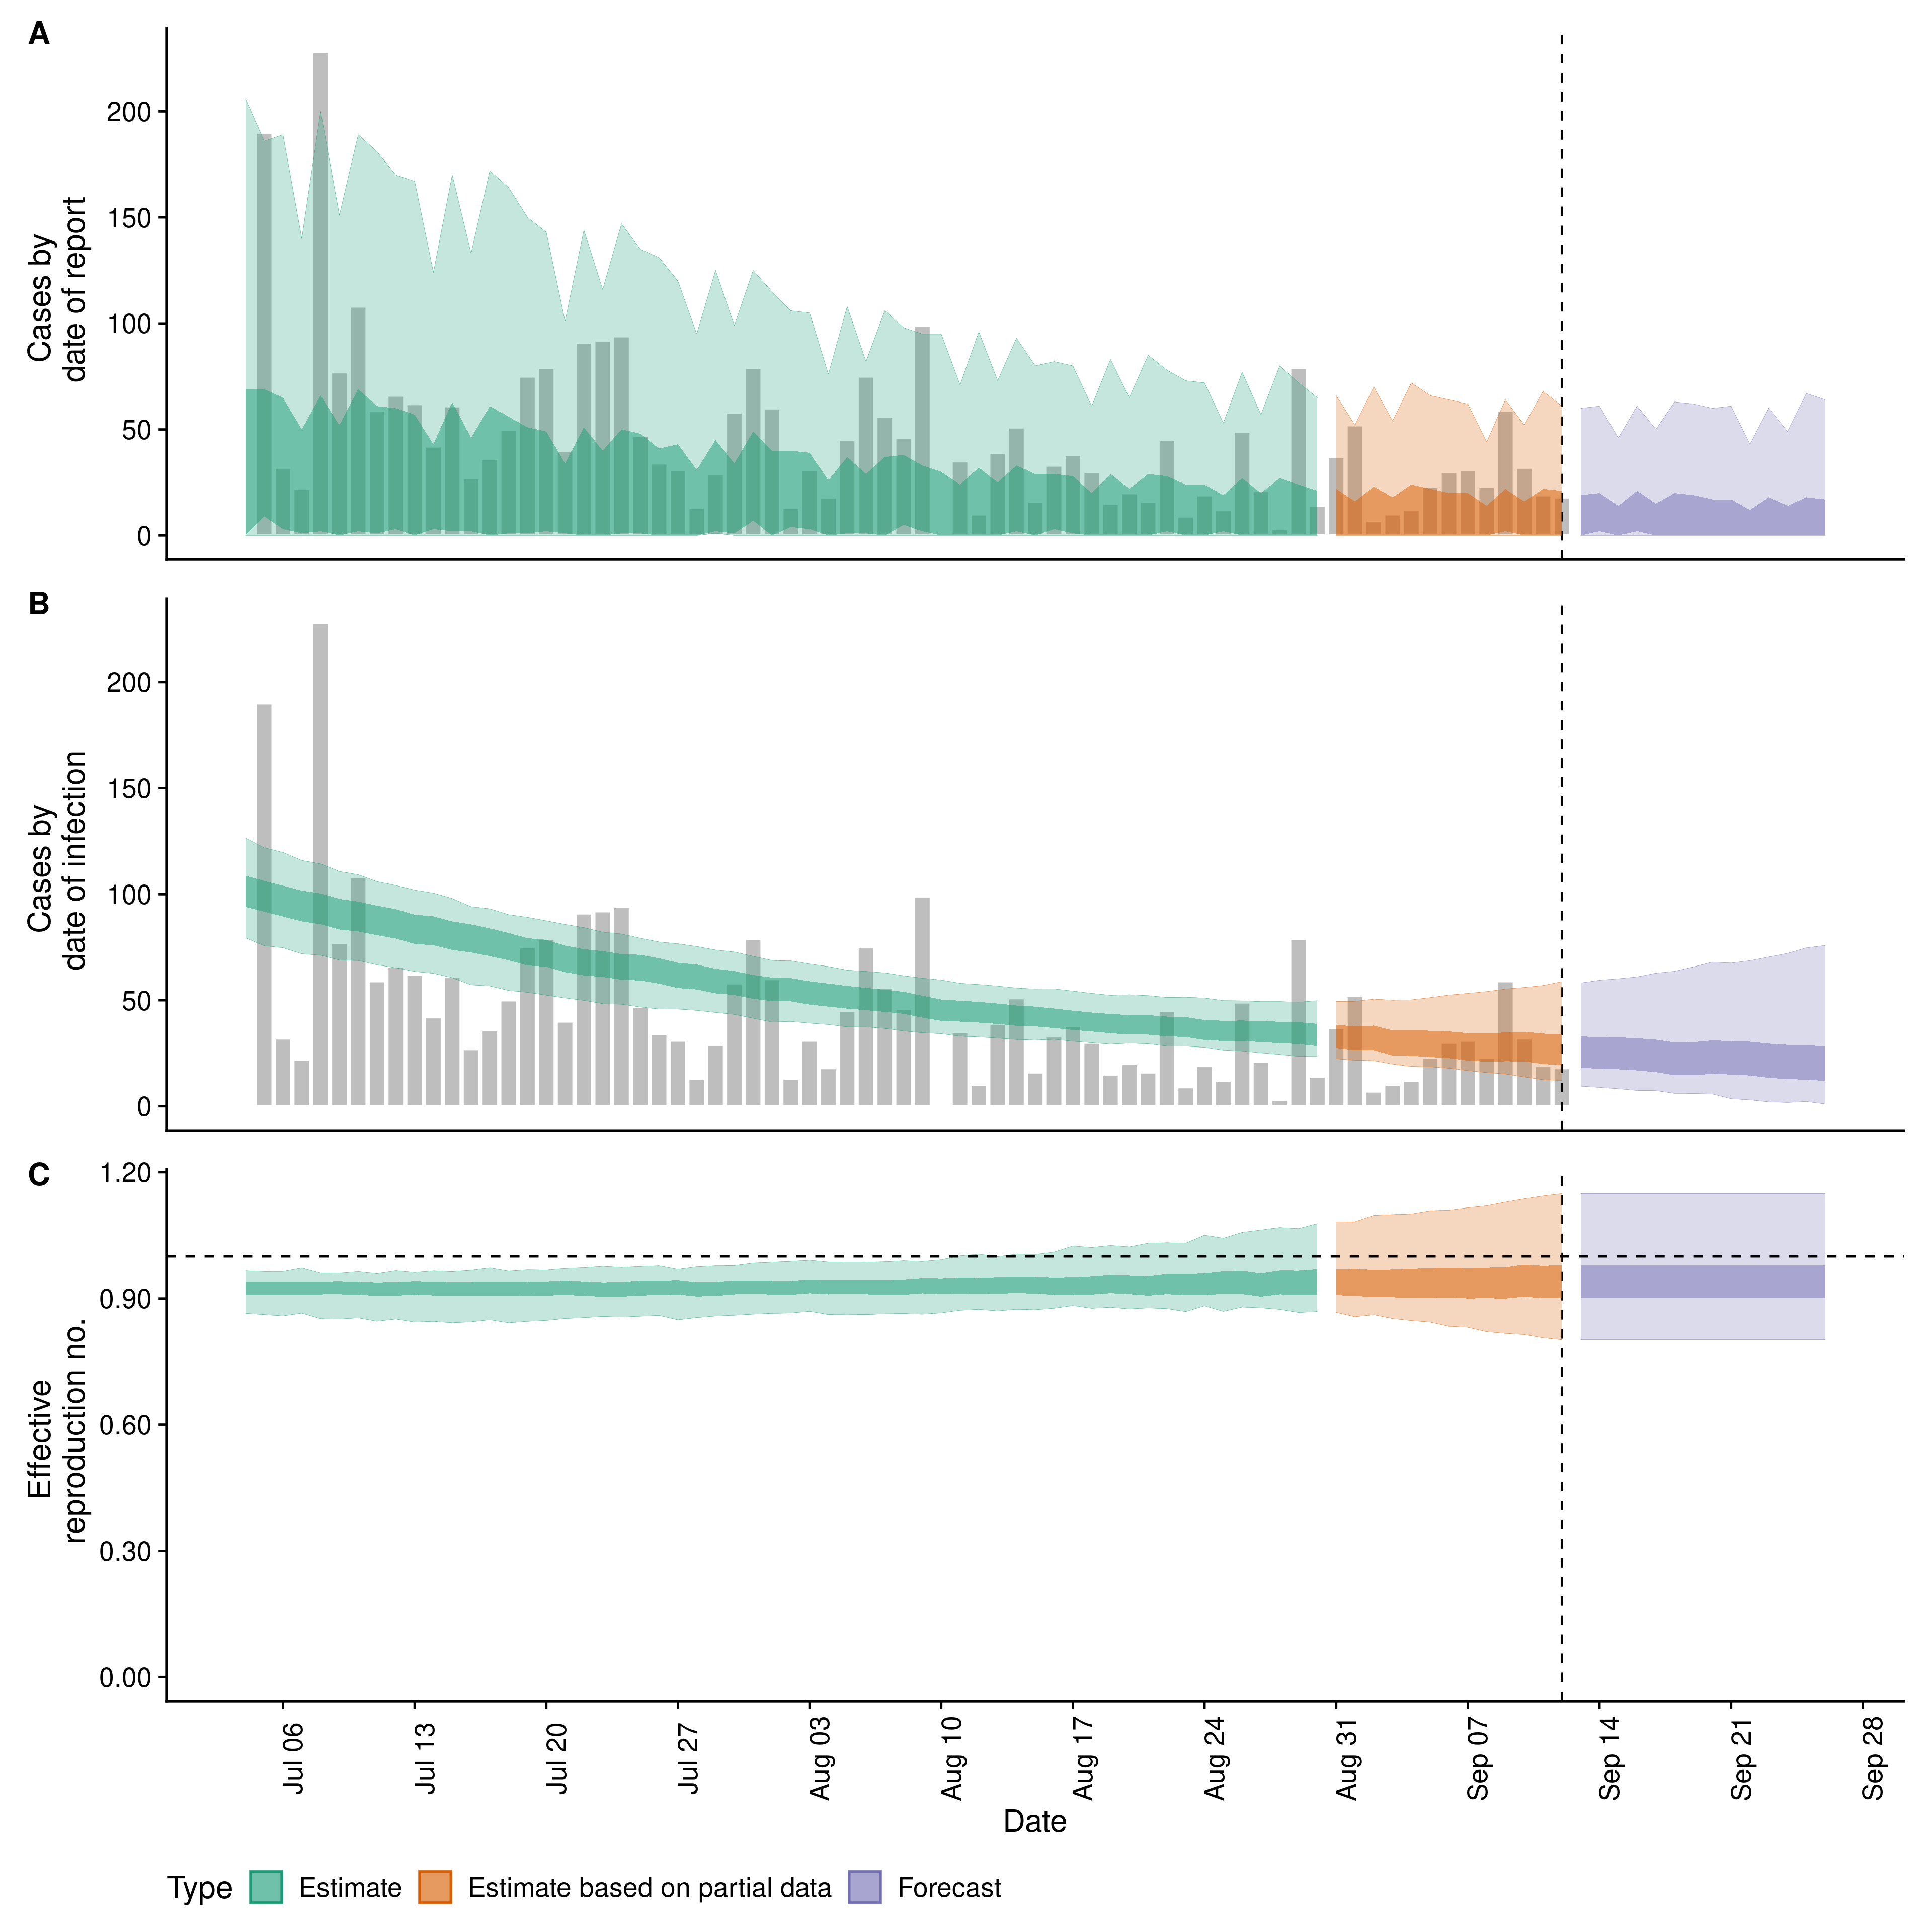 A
Cases by
date of report
200
150
100
50
0
B
Cases by
date of infection
200
150
100
50
0
C
Effective
reproduction no.
1.20
0.90
0.60
0.30
0.00
Jul 06
Jul 13
Jul 20
Jul 27
Aug 03
Aug 10
Aug 17
Aug 24
Aug 31
Sep 07
Sep 14
Sep 21
Sep 28
Date
Type Estimate Estimate based on partial data Forecast